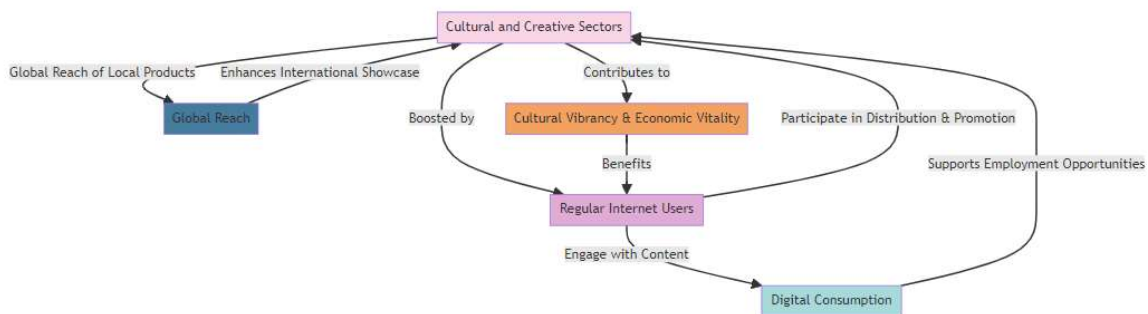 Cultural and Creative Sectors
Global Reach of Local Products
Enhances International Showcase
Contributes to
Global Reach
Boosted by
Cultural Vibrancy & Economic Vitality
Participate in Distribution & Promotion
Benefits
Supports Employment Opportunities
Regular Internet Users
Engage with Content
Digital Consumption